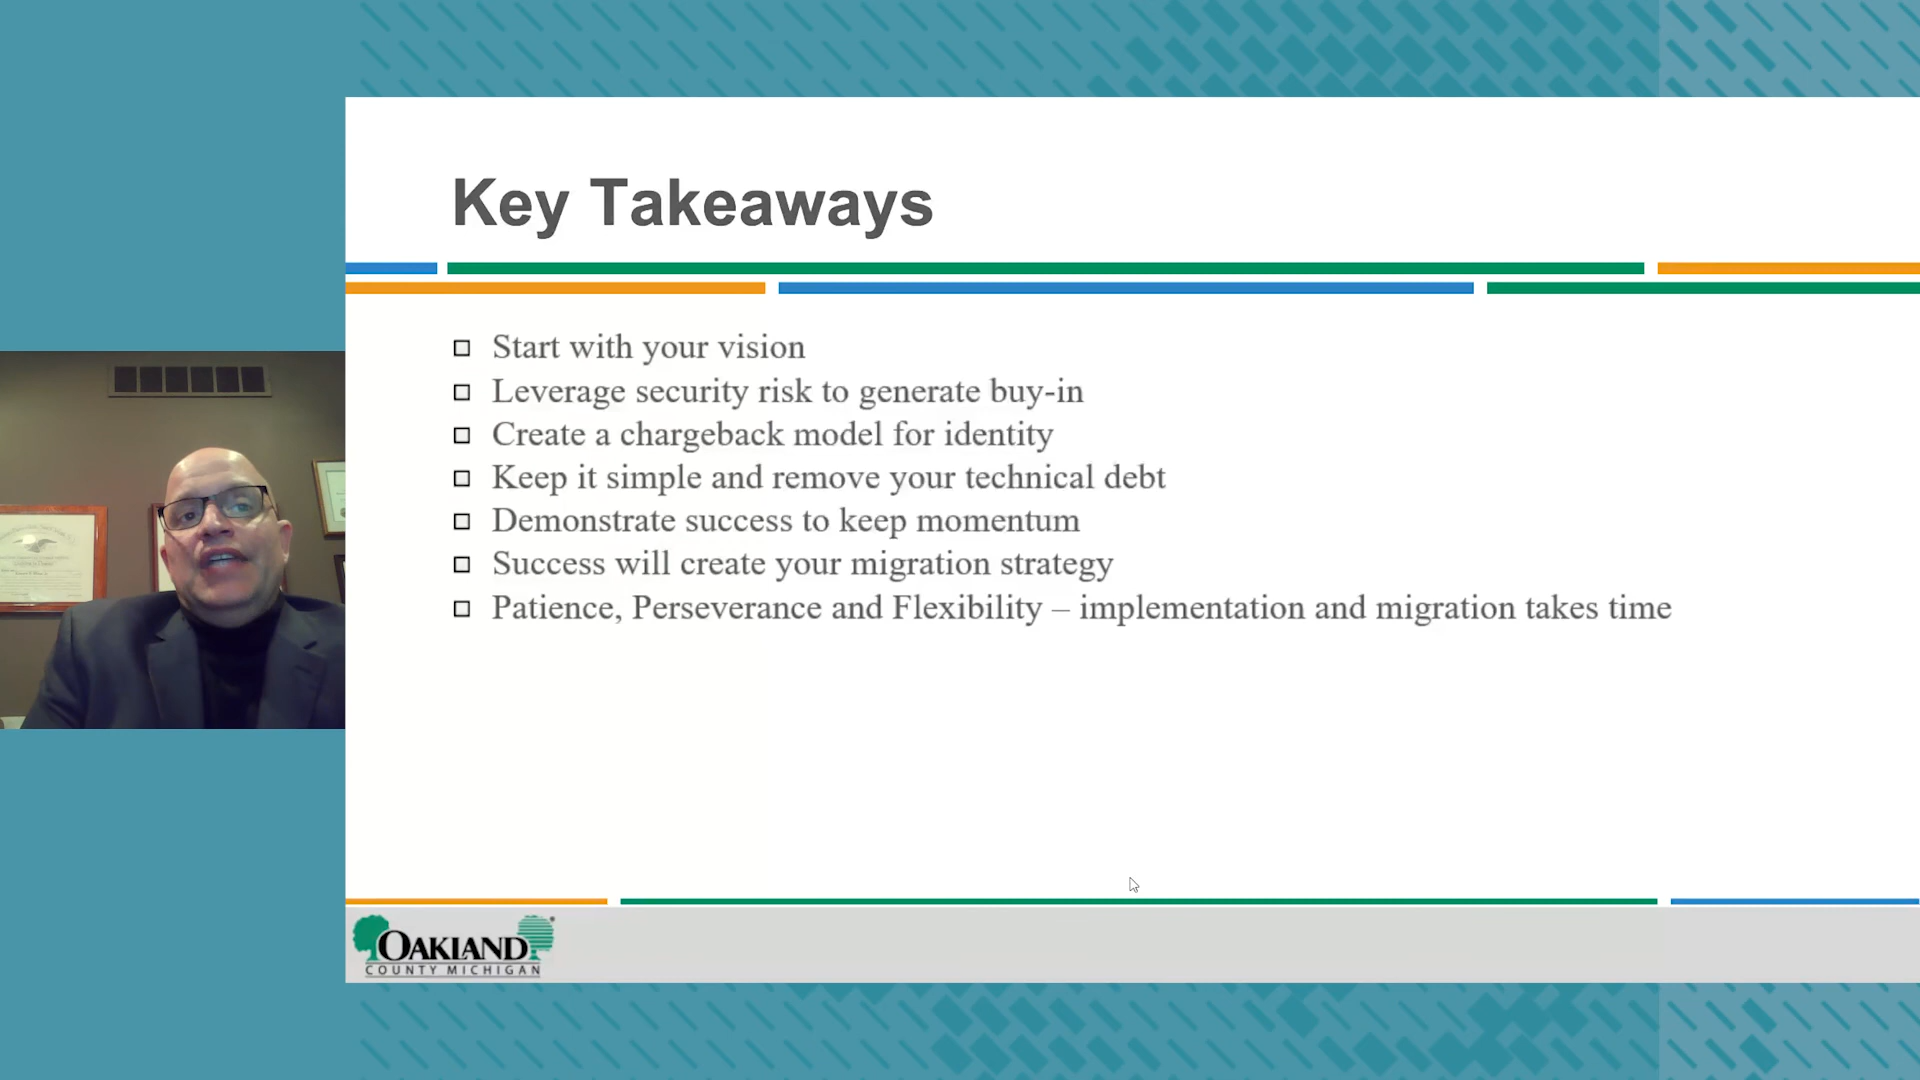 Key Takeaways
Start with your vision
Leverage security risk to generate buy-in
Create a chargeback model for identity
Keep it simple and remove your technical debt
Demonstrate success to keep momentum
Success will create your migration strategy
Patience, Perseverance and Flexibility – implementation and migration takes time
OAKLAND
COUNTY MICHIGAN